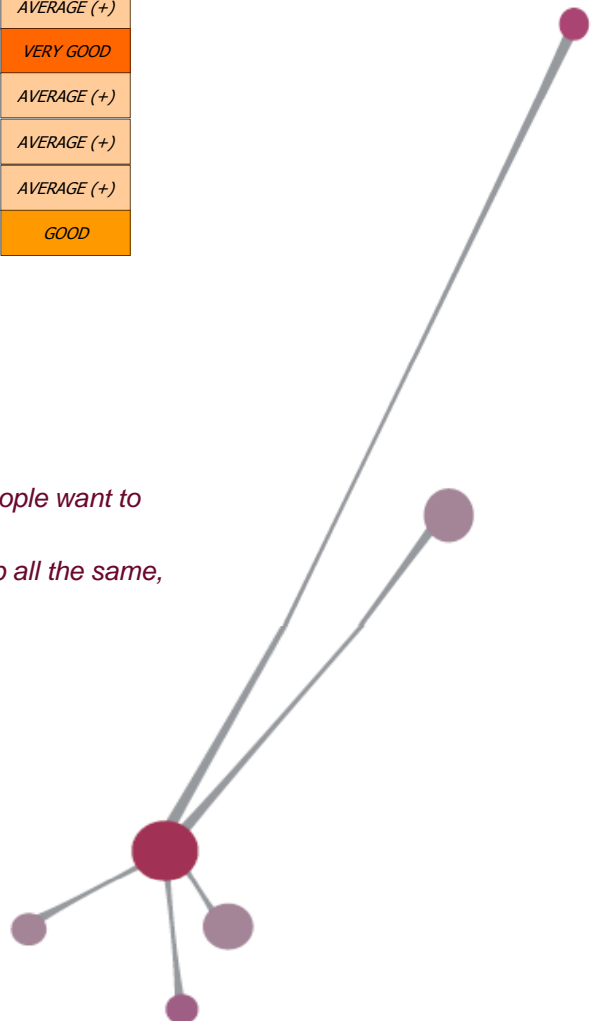 AVERAGE (+)
VERY GOOD
AVERAGE (+)
AVERAGE (+)
AVERAGE (+)
GOOD
ople want to
all the same,